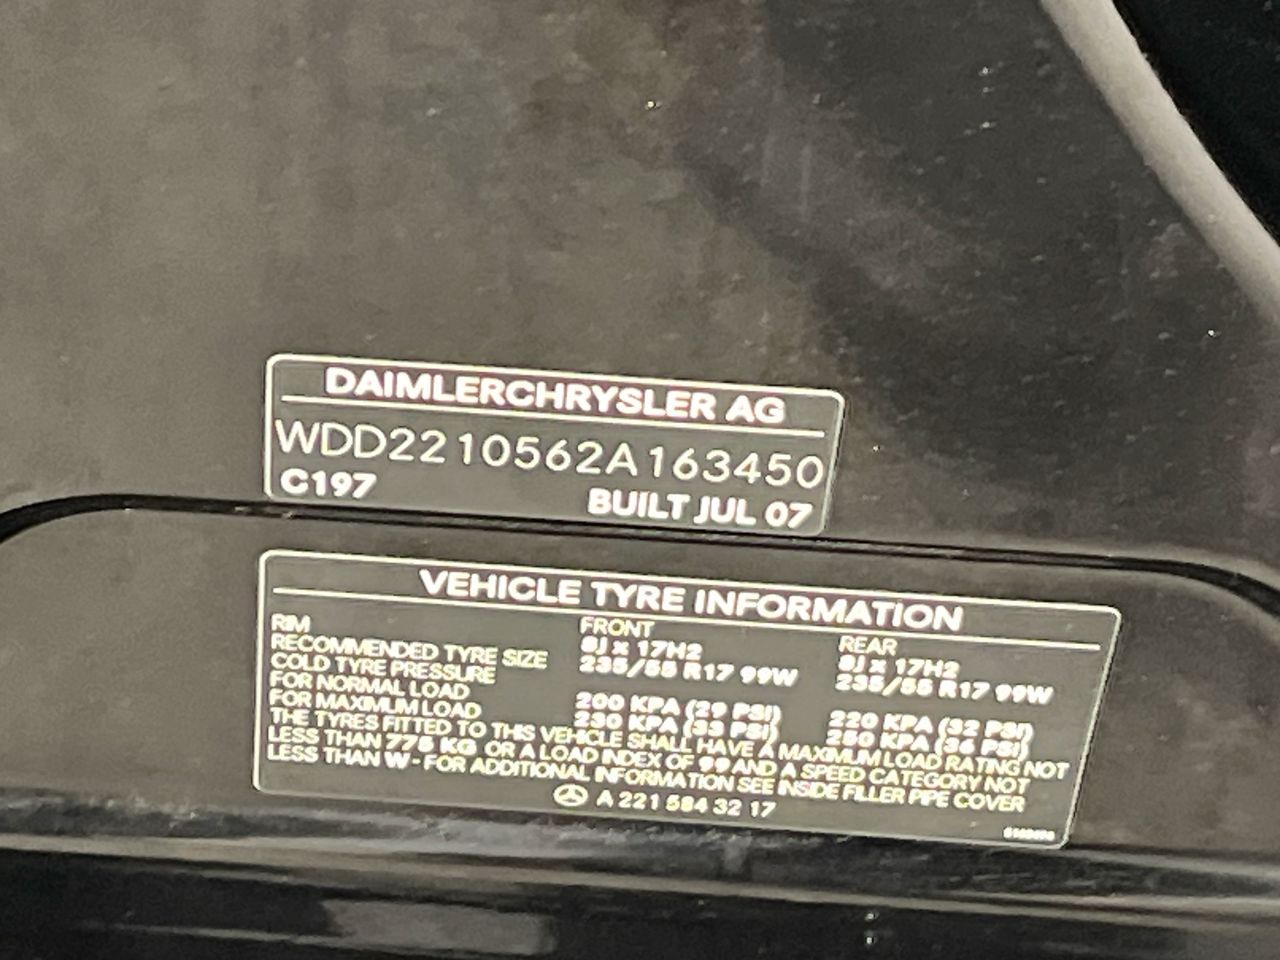 DAIMLERCHRYSLER AG
WDD2210562A163450
C197 BUILT JUL 07
VEHICLE TYRE INFORMATION
FRONT REAR
RIM 8J x 17H2 8J x 17H2
RECOMMENDED TYRE SIZE 235/55 R17 99W 235/55 R17 99W
COLD TYRE PRESSURE
FOR NORMAL LOAD 200 KPA (29 PSI) 220 KPA (32 PSI)
FOR MAXIMUM LOAD 230 KPA (33 PSI) 250 KPA (36 PSI)
THE TYRES FITTED TO THIS VEHICLE SHALL HAVE A MAXIMUM LOAD RATING NOT
LESS THAN 775 KG OR A LOAD INDEX OF 99 AND A SPEED CATEGORY NOT
LESS THAN W - FOR ADDITIONAL INFORMATION SEE INSIDE FILLER PIPE COVER
A 221 584 32 17